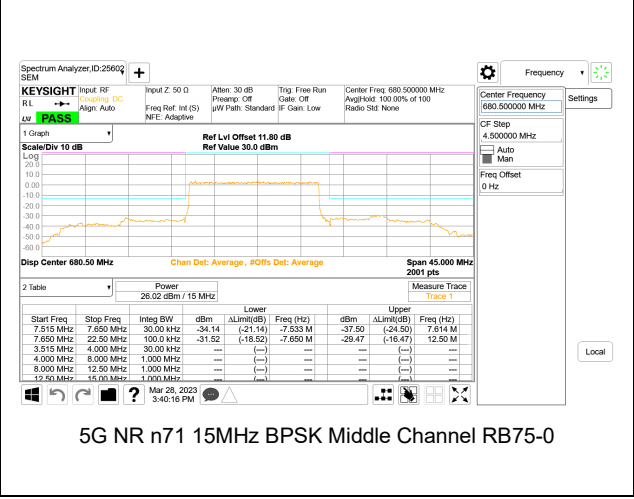 Spectrum Analyzer,ID:25602
SEM
Frequency
KEYSIGHT Input: RF Input Z: 50 Ω Atten: 30 dB Trig: Free Run Center Freq: 680.500000 MHz
R L Coupling: DC Preamp: Off Gate: Off Avg|Hold: 100.00% of 100
Align: Auto Freq Ref: Int (S) µW Path: Standard IF Gain: Low Radio Std: None
PASS NFE: Adaptive
Center Frequency
680.500000 MHz
Settings
CF Step
4.500000 MHz
Auto
Man
Freq Offset
0 Hz
Local
1 Graph
Ref Lvl Offset 11.80 dB
Scale/Div 10 dB Ref Value 30.0 dBm
Log
20.0
10.0
0.00
-10.0
-20.0
-30.0
-40.0
-50.0
-60.0
Disp Center 680.50 MHz Chan Det: Average , #Offs Det: Average Span 45.000 MHz
2001 pts
2 Table Power Measure Trace
26.02 dBm / 15 MHz Trace 1
Lower Upper
Start Freq Stop Freq Integ BW dBm ΔLimit(dB) Freq (Hz) dBm ΔLimit(dB) Freq (Hz)
7.515 MHz 7.650 MHz 30.00 kHz -34.14 (-21.14) -7.533 M -37.50 (-24.50) 7.614 M
7.650 MHz 22.50 MHz 100.0 kHz -31.52 (-18.52) -7.650 M -29.47 (-16.47) 12.50 M
3.515 MHz 4.000 MHz 30.00 kHz --- (---) --- --- (---) ---
4.000 MHz 8.000 MHz 1.000 MHz --- (---) --- --- (---) ---
8.000 MHz 12.50 MHz 1.000 MHz --- (---) --- --- (---) ---
12.50 MHz 15.00 MHz 1.000 MHz --- (---) --- --- (---) ---
Mar 28, 2023
3:40:16 PM
5G NR n71 15MHz BPSK Middle Channel RB75-0